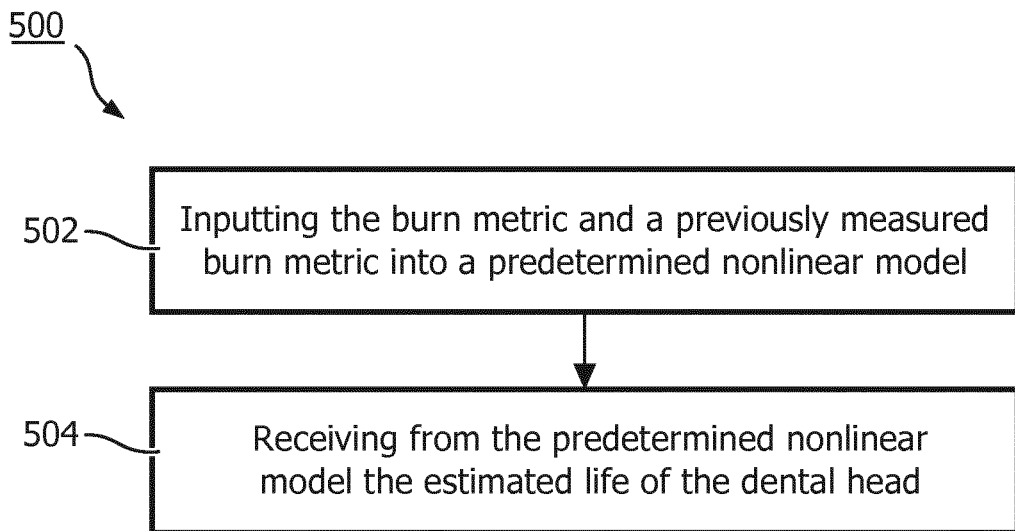 500
502
Inputting the burn metric and a previously measured
burn metric into a predetermined nonlinear model
504
Receiving from the predetermined nonlinear
model the estimated life of the dental head